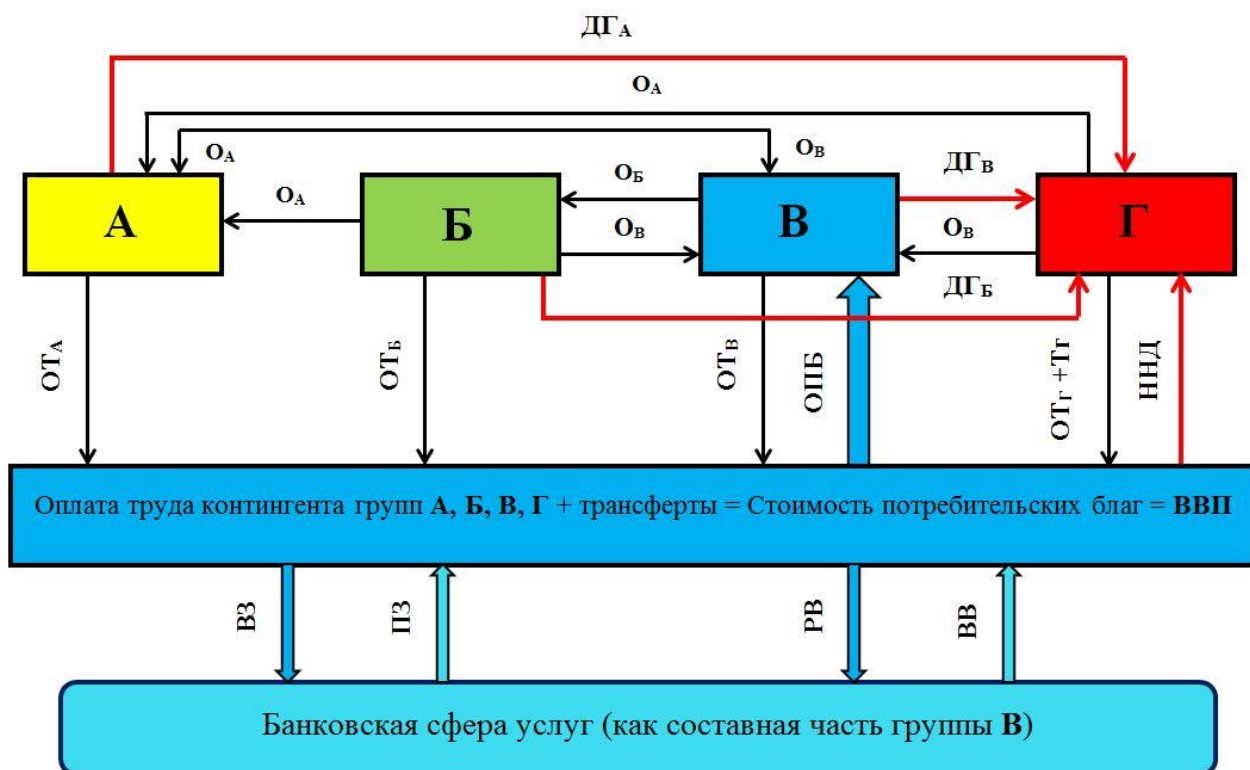 ДГА
ОА
ОА
ОВ
ОБ
ДГВ
ОА
А
Б
В
Г
ОВ
ОВ
ДГБ
ОТА
ОТБ
ОТВ
ОПБ
ОТГ +ТГ
ННД
Оплата труда контингента групп А, Б, В, Г + трансферты = Стоимость потребительских благ = ВВП
ВЗ
ПЗ
РВ
ВВ
Банковская сфера услуг (как составная часть группы В)